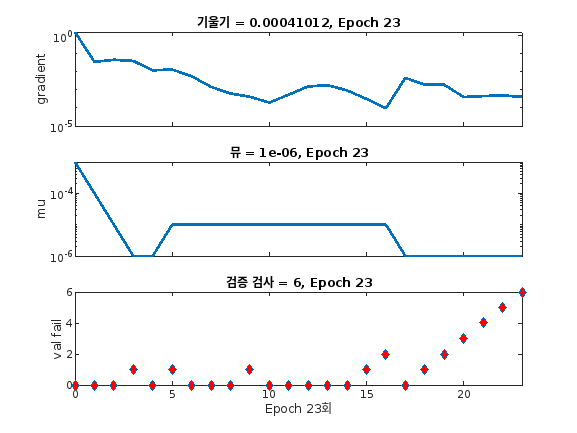 기울기 = 0.00041012, Epoch 23
10^0
gradient
10^-5
뮤 = 1e-06, Epoch 23
10^-4
mu
10^-6
검증 검사 = 6, Epoch 23
6
4
val fail
2
0
0 5 10 15 20
Epoch 23회